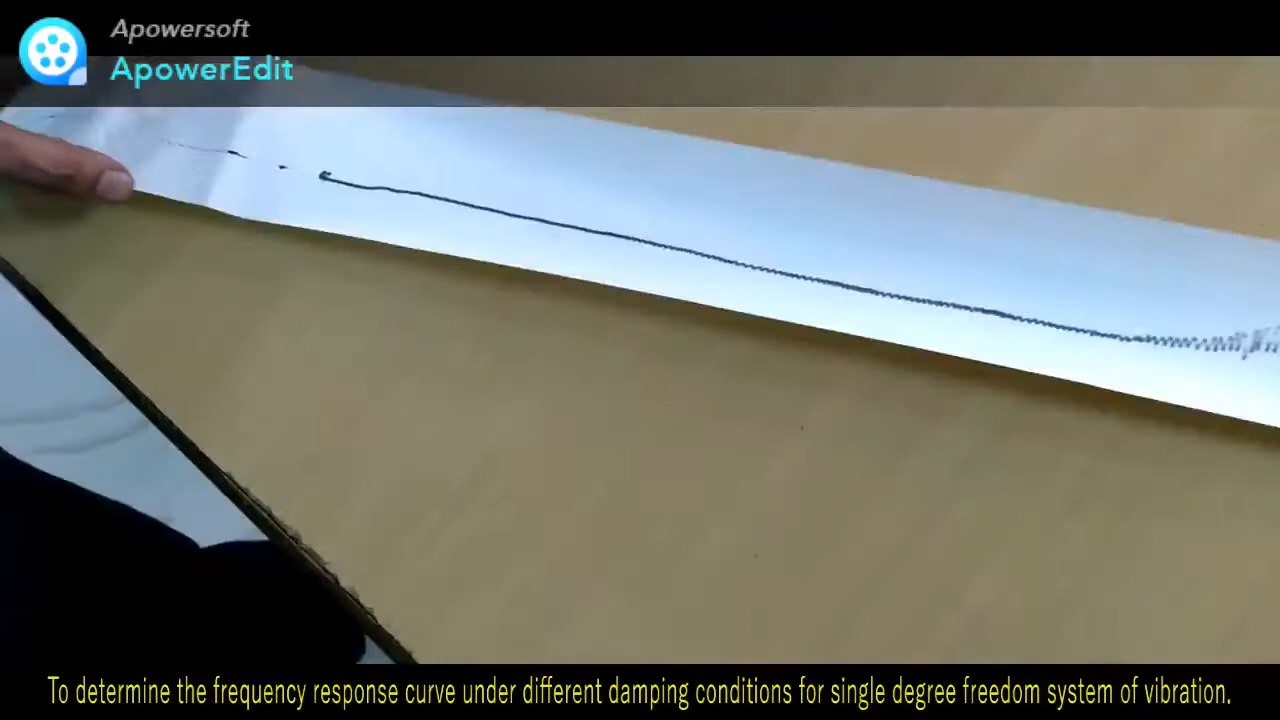 Apowersoft
ApowerEdit
To determine the frequency response curve under different damping conditions for single degree freedom system of vibration.